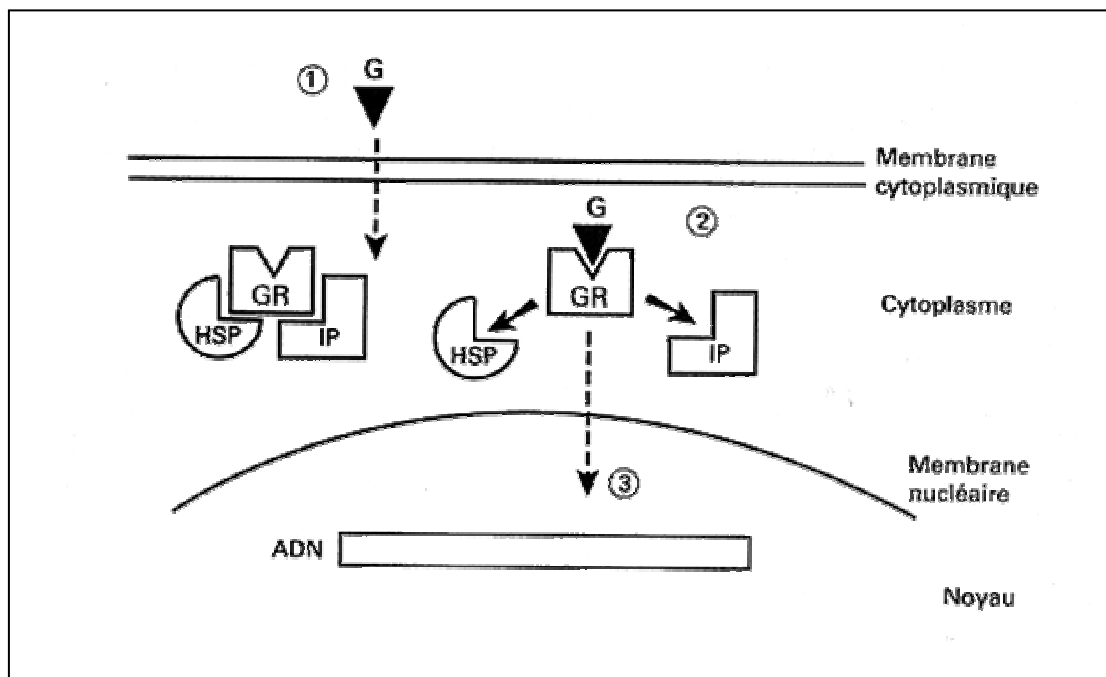 ① G
Membrane
cytoplasmique
G ②
GR
HSP
IP
GR
HSP
IP
Cytoplasme
Membrane
nucléaire
③
ADN
Noyau